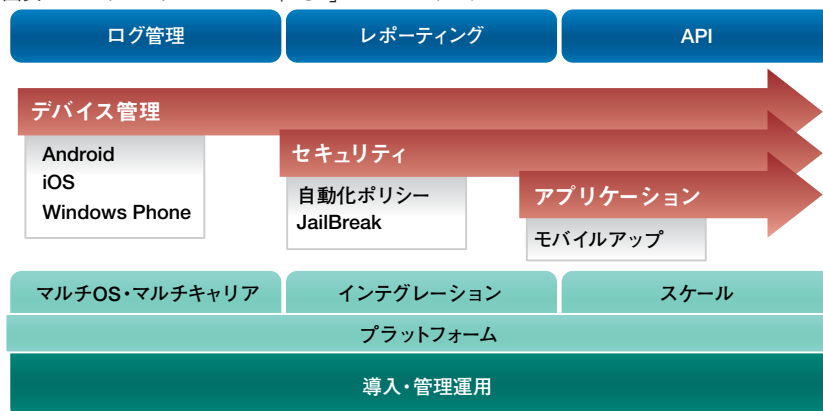 ログ管理
レポーティング
API
デバイス管理
Android
iOS
Windows Phone
セキュリティ
自動化ポリシー
JailBreak
アプリケーション
モバイルアップ
マルチOS・マルチキャリア
インテグレーション
スケール
プラットフォーム
導入・管理運用